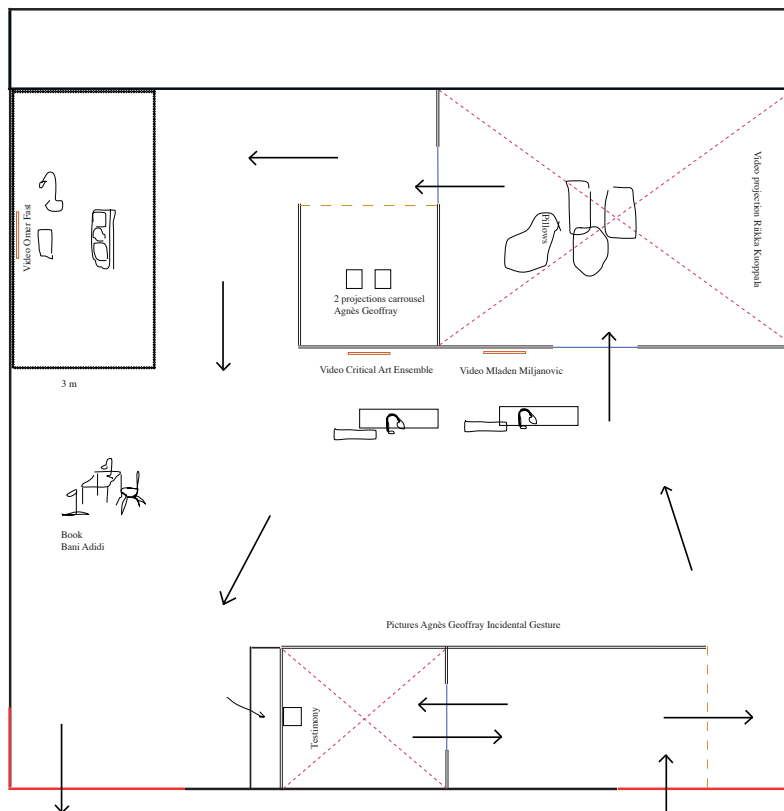 Video projection Riikka Kuoppala
Pillows
Video Omer Fast
2 projections carrousel
Agnès Geoffray
Video Critical Art Ensemble
Video Mladen Miljanovic
3 m
Book
Bani Adidi
Pictures Agnès Geoffray Incidental Gesture
Testimony